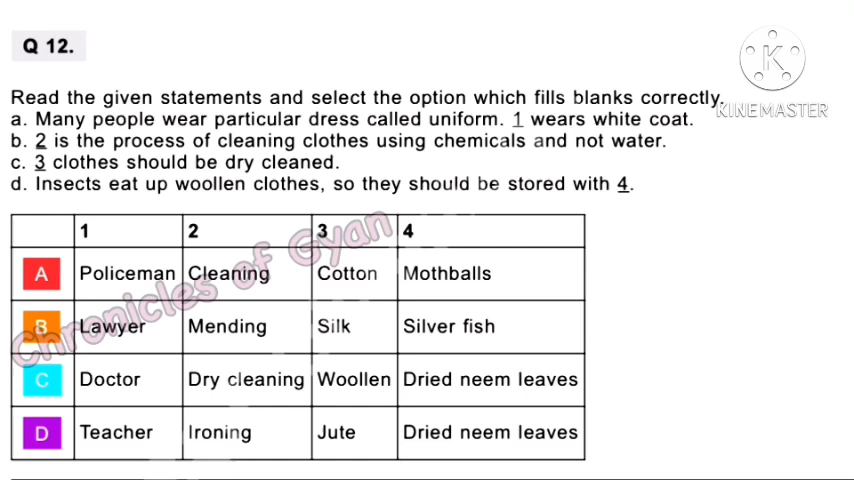 Q 12.
KINEMASTER
Read the given statements and select the option which fills blanks correctly.
a. Many people wear particular dress called uniform. 1 wears white coat.
b. 2 is the process of cleaning clothes using chemicals and not water.
c. 3 clothes should be dry cleaned.
d. Insects eat up woollen clothes, so they should be stored with 4.
1 2 3 4
A Policeman Cleaning Cotton Mothballs
B Lawyer Mending Silk Silver fish
C Doctor Dry cleaning Woollen Dried neem leaves
D Teacher Ironing Jute Dried neem leaves
Chronicles of Gyan